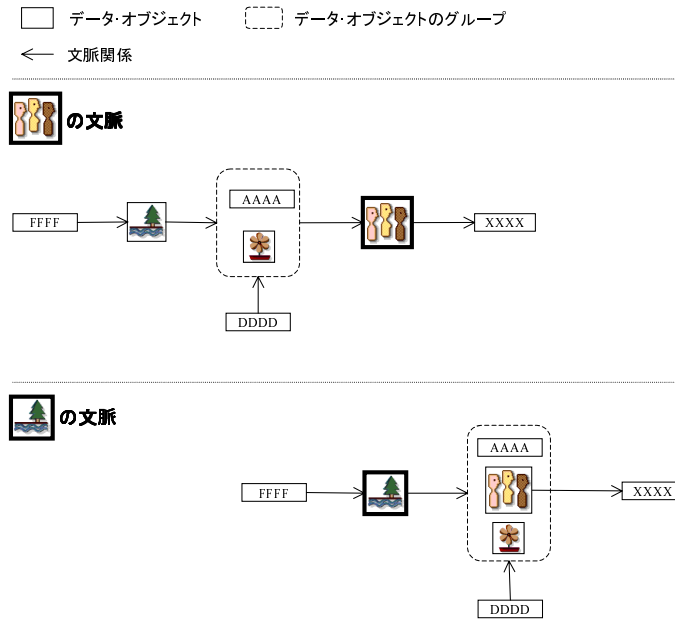 データ・オブジェクト
データ・オブジェクトのグループ
文脈関係
の文脈
AAAA
FFFF
XXXX
DDDD
の文脈
AAAA
FFFF
XXXX
DDDD